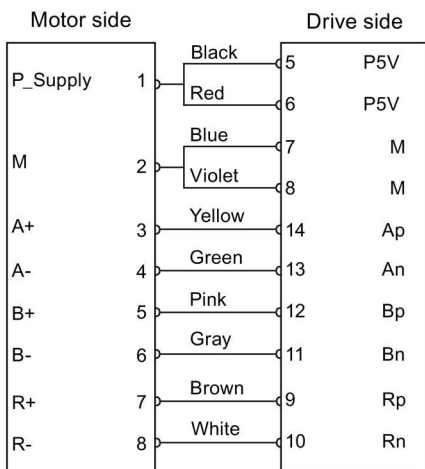 Motor side Drive side
Black
P_Supply 1 5 P5V
Red
6 P5V
Blue
M 2 7 M
Violet
8 M
Yellow
A+ 3 14 Ap
Green
A- 4 13 An
Pink
B+ 5 12 Bp
Gray
B- 6 11 Bn
Brown
R+ 7 9 Rp
White
R- 8 10 Rn